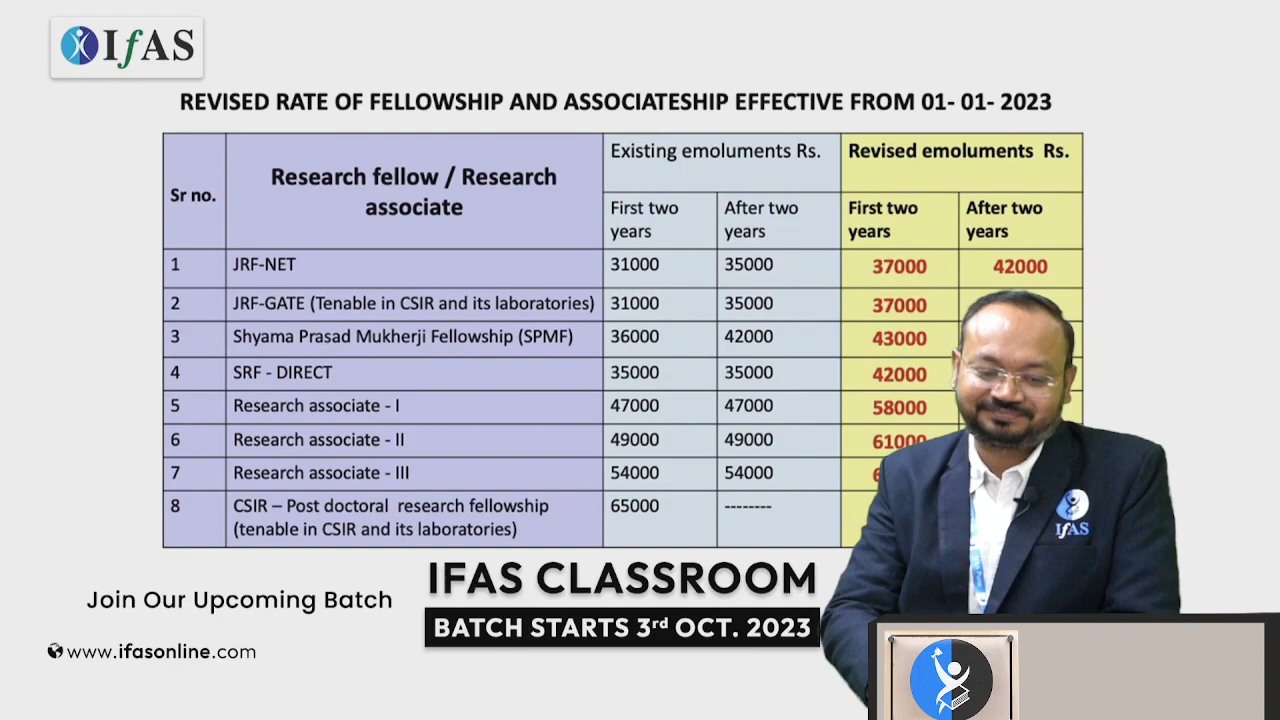 IfAS
REVISED RATE OF FELLOWSHIP AND ASSOCIATESHIP EFFECTIVE FROM 01- 01- 2023
Sr no.
Research fellow / Research
associate
Existing emoluments Rs.
Revised emoluments Rs.
First two
years
After two
years
First two
years
After two
years
1 JRF-NET 31000 35000 37000 42000
2 JRF-GATE (Tenable in CSIR and its laboratories) 31000 35000 37000
3 Shyama Prasad Mukherji Fellowship (SPMF) 36000 42000 43000
4 SRF - DIRECT 35000 35000 42000
5 Research associate - I 47000 47000 58000
6 Research associate - II 49000 49000 61000
7 Research associate - III 54000 54000
8 CSIR – Post doctoral research fellowship 65000 --------
(tenable in CSIR and its laboratories)
IfAS
IFAS CLASSROOM
Join Our Upcoming Batch
BATCH STARTS 3rd OCT. 2023
www.ifasonline.com